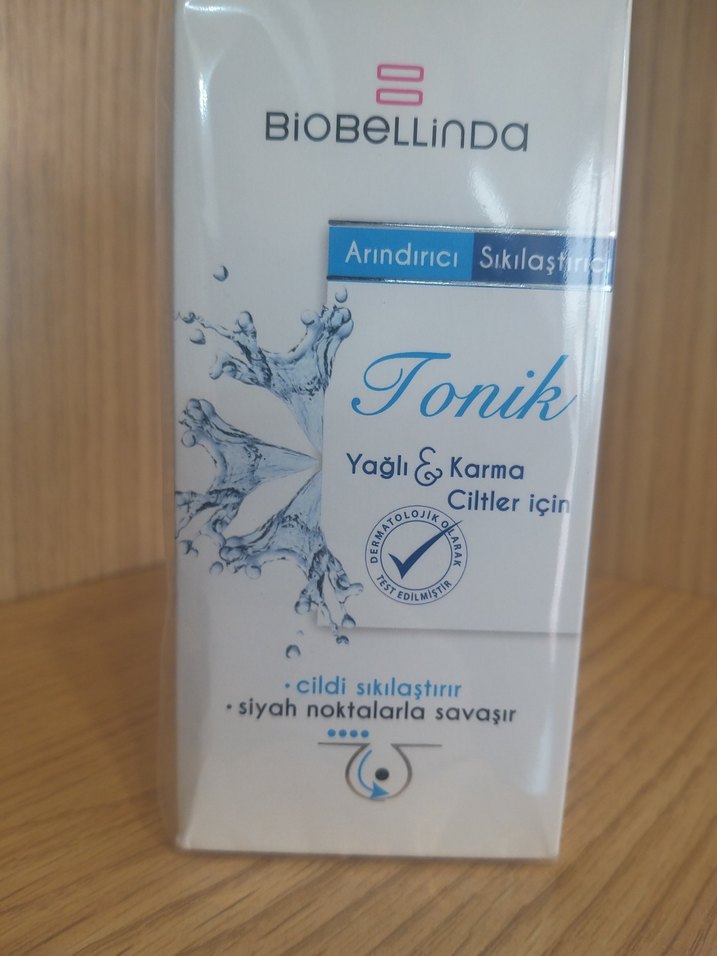 BioBellinda
Arındırıcı Sıkılaştırıcı
Tonik
Yağlı & Karma
Ciltler için
DERMATOLOJİK OLARAK
TEST EDİLMİŞTİR
• cildi sıkılaştırır
• siyah noktalarla savaşır